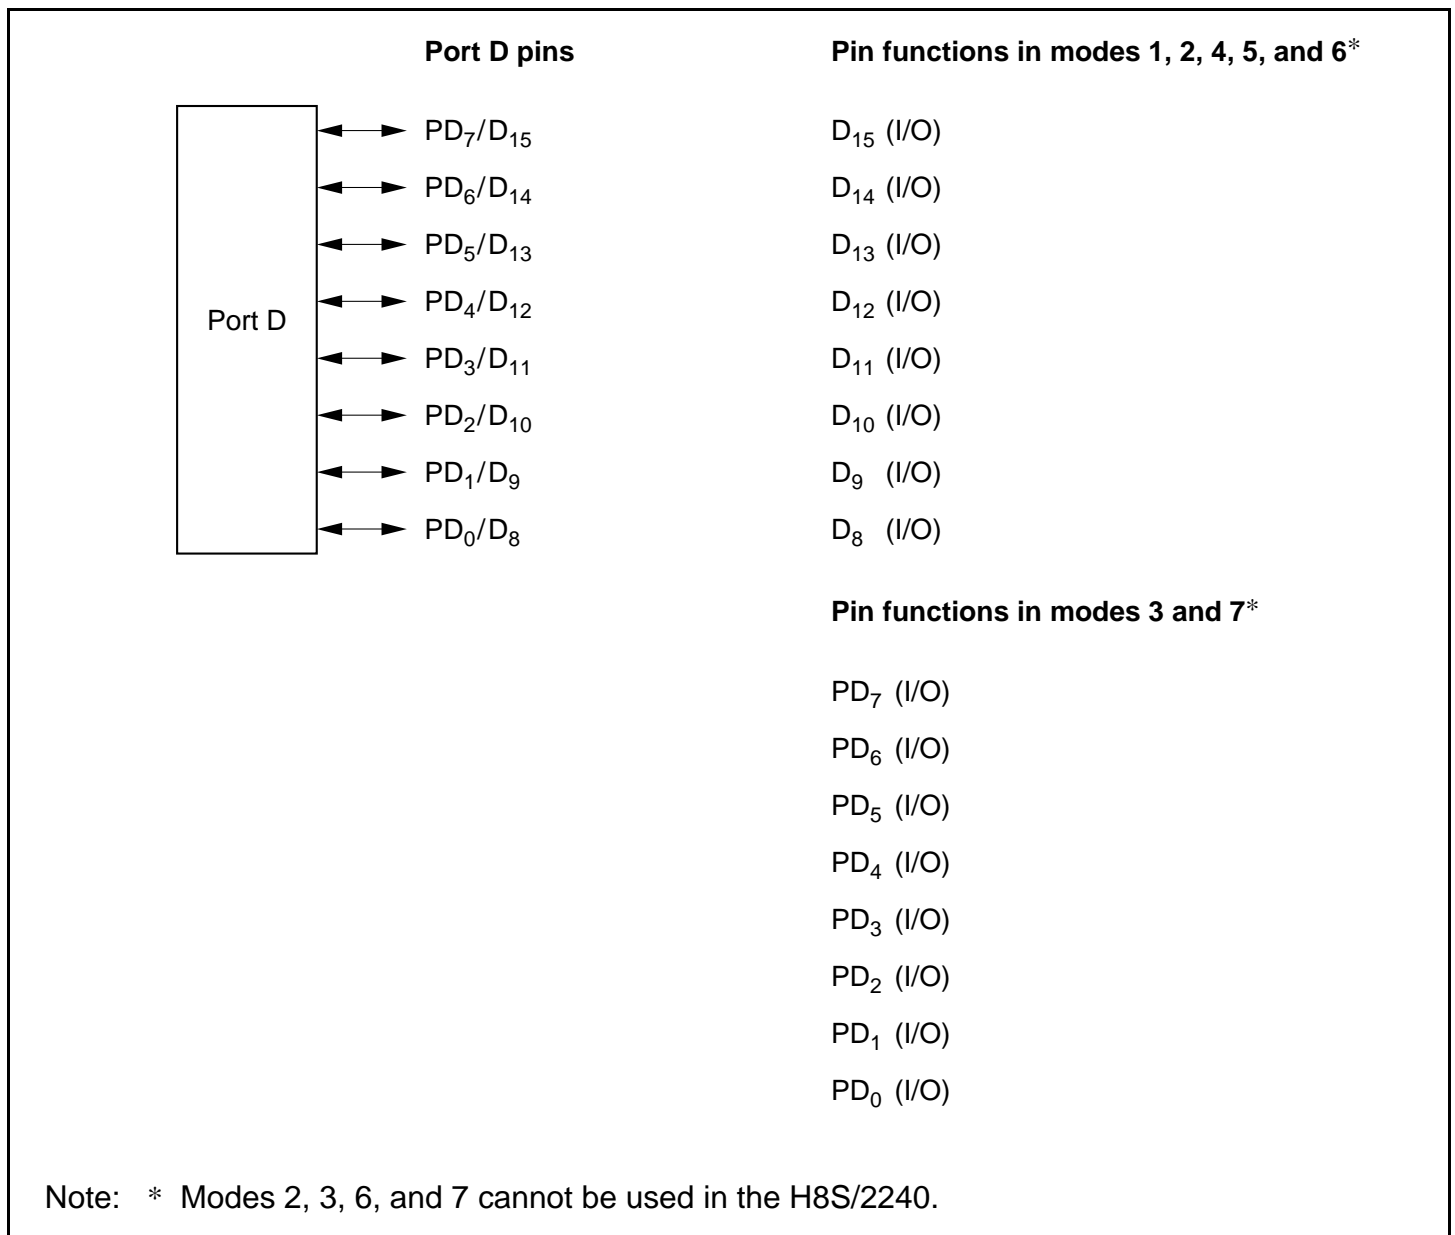 Port D pins Pin functions in modes 1, 2, 4, 5, and 6*
PD7/D15 D15 (I/O)
PD6/D14 D14 (I/O)
PD5/D13 D13 (I/O)
PD4/D12 D12 (I/O)
Port D
PD3/D11 D11 (I/O)
PD2/D10 D10 (I/O)
PD1/D9 D9 (I/O)
PD0/D8 D8 (I/O)
Pin functions in modes 3 and 7*
PD7 (I/O)
PD6 (I/O)
PD5 (I/O)
PD4 (I/O)
PD3 (I/O)
PD2 (I/O)
PD1 (I/O)
PD0 (I/O)
Note: * Modes 2, 3, 6, and 7 cannot be used in the H8S/2240.